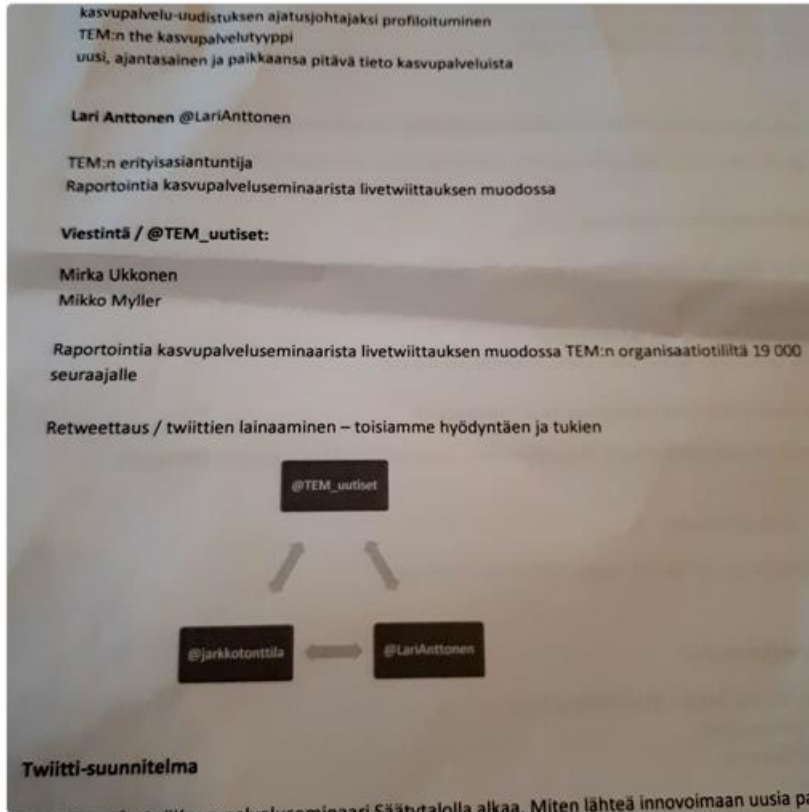 kasvupalvelu-uudistuksen ajatusjohtajaksi profiloituminen
TEM:n the kasvupalvelutyyppi
uusi, ajantasainen ja paikkaansa pitävä tieto kasvupalveluista
Lari Anttonen @LariAnttonen
TEM:n erityisasiantuntija
Raportointia kasvupalveluseminaarista livetwiittauksen muodossa
Viestintä / @TEM_uutiset:
Mirka Ukkonen
Mikko Myller
Raportointia kasvupalveluseminaarista livetwiittauksen muodossa TEM:n organisaatiotililtä 19 000
seuraajalle
Retweettaus / twiittien lainaaminen – toisiamme hyödyntäen ja tukien
@TEM_uutiset
@jarkkotonttila
@LariAnttonen
Twiitti-suunnitelma
Säätytalolla alkaa. Miten lähteä innovoimaan uusia